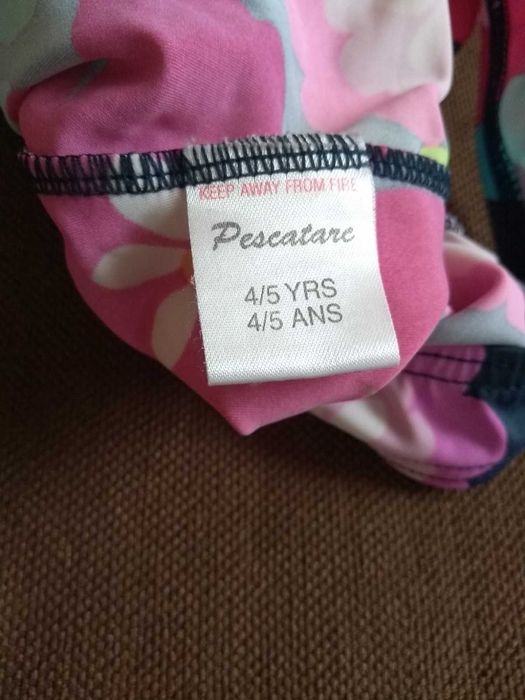 KEEP AWAY FROM FIRE
Pescatarc
4/5 YRS
4/5 ANS